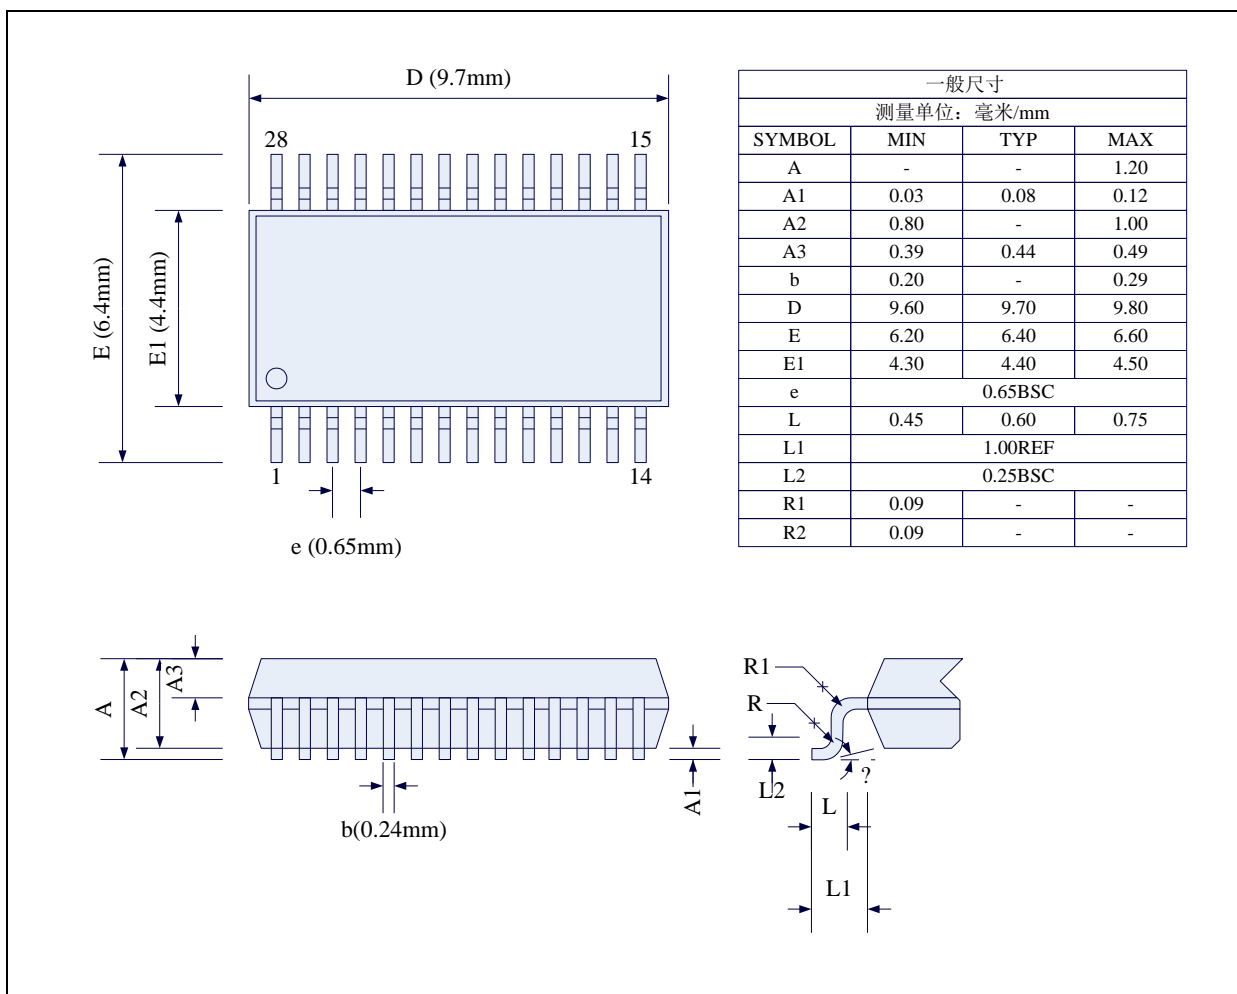 D (9.7mm)
28
15
E (6.4mm)
E1 (4.4mm)
1
14
e (0.65mm)
一般尺寸
测量单位：毫米/mm
SYMBOL MIN TYP MAX
A - - 1.20
A1 0.03 0.08 0.12
A2 0.80 - 1.00
A3 0.39 0.44 0.49
b 0.20 - 0.29
D 9.60 9.70 9.80
E 6.20 6.40 6.60
E1 4.30 4.40 4.50
e 0.65BSC
L 0.45 0.60 0.75
L1 1.00REF
L2 0.25BSC
R1 0.09 - -
R2 0.09 - -
A
A2
A3
b(0.24mm)
A1
R1
R
L2
?
L
L1